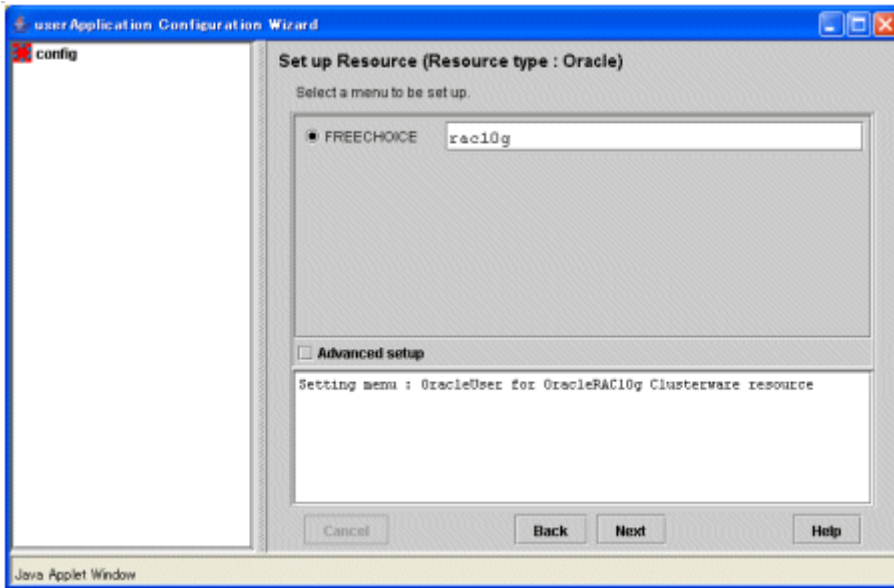 userApplication Configuration Wizard
config
Set up Resource (Resource type : Oracle)
Select a menu to be set up.
FREECHOICE
rac10g
Advanced setup
Setting menu : OracleUser for OracleRAC10g Clusterware resource
Cancel
Back
Next
Help
Java Applet Window